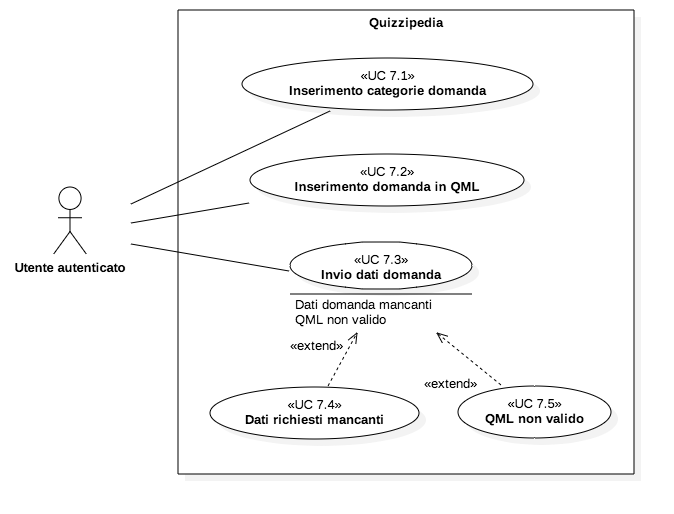 Quizzipedia
«UC 7.1»
Inserimento categorie domanda
«UC 7.2»
Inserimento domanda in QML
Utente autenticato
«UC 7.3»
Invio dati domanda
Dati domanda mancanti
QML non valido
«extend»
«extend»
«UC 7.4»
Dati richiesti mancanti
«UC 7.5»
QML non valido